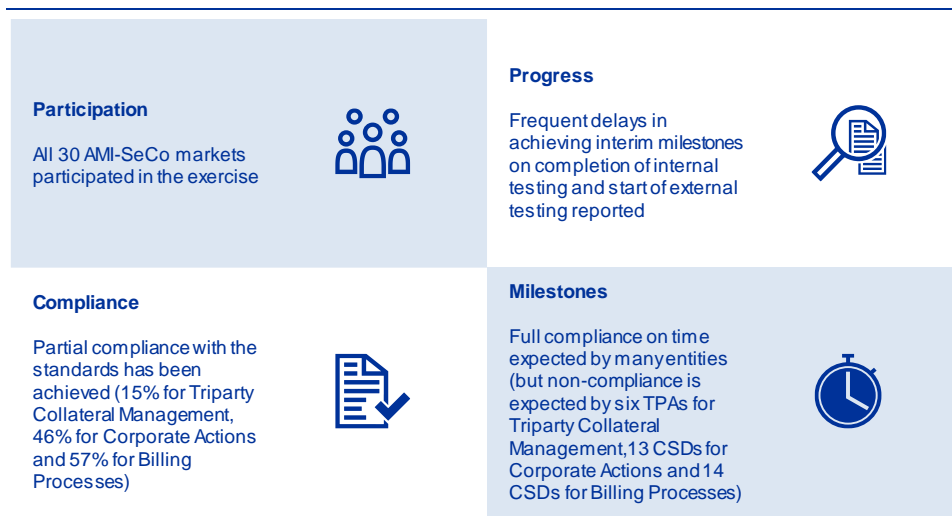 Participation
All 30 AMI-SeCo markets
participated in the exercise
Progress
Frequent delays in
achieving interim milestones
on completion of internal
testing and start of external
testing reported
Compliance
Partial compliance with the
standards has been
achieved (15% for Triparty
Collateral Management,
46% for Corporate Actions
and 57% for Billing
Processes)
Milestones
Full compliance on time
expected by many entities
(but non-compliance is
expected by six TPAs for
Triparty Collateral
Management,13 CSDs for
Corporate Actions and 14
CSDs for Billing Processes)